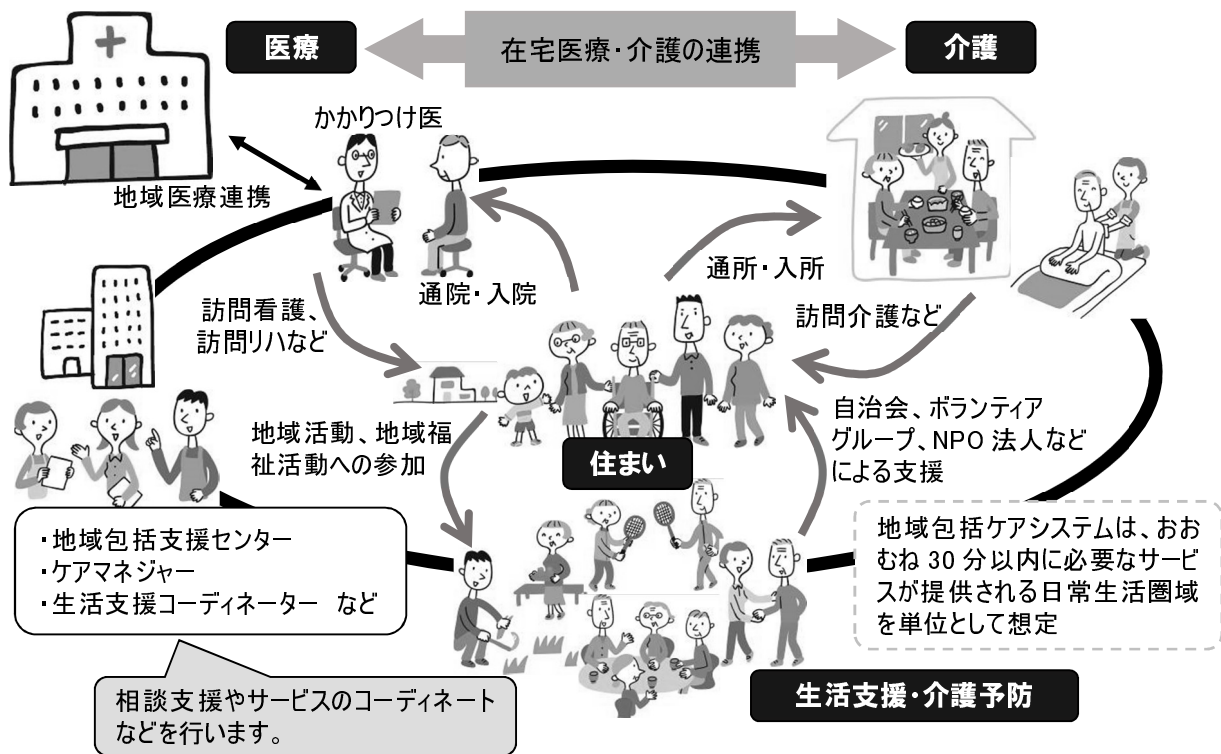 医療
在宅医療・介護の連携
介護
かかりつけ医
地域医療連携
通院・入院
通所・入所
訪問看護、
訪問リハなど
訪問介護など
地域活動、地域福
祉活動への参加
住まい
自治会、ボランティア
グループ、NPO 法人など
による支援
・地域包括支援センター
・ケアマネジャー
・生活支援コーディネーター など
地域包括ケアシステムは、おお
むね 30 分以内に必要なサービ
スが提供される日常生活圏域
を単位として想定
相談支援やサービスのコーディネート
などを行います。
生活支援・介護予防